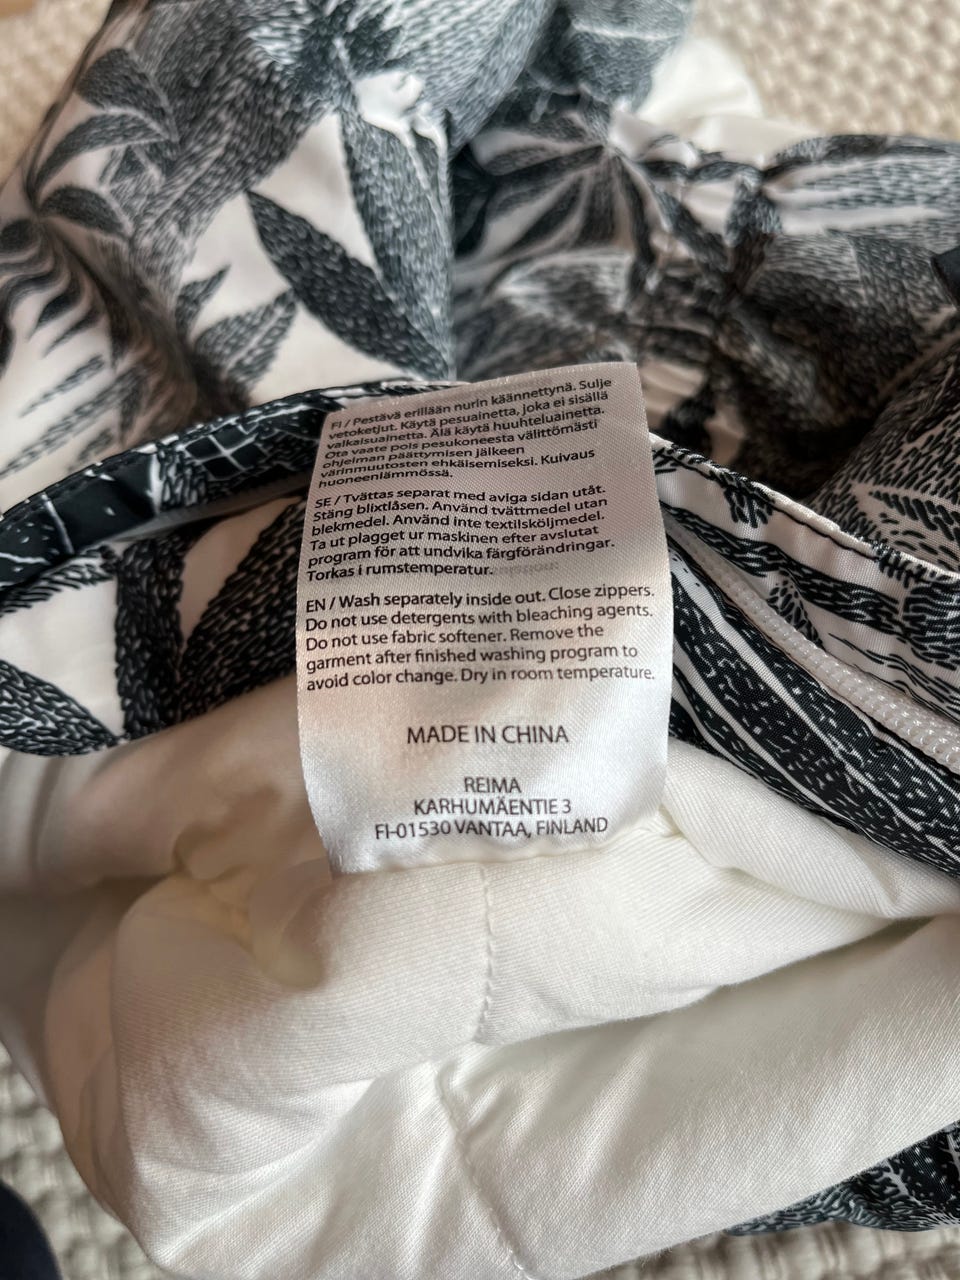 FI / Pestävä erillään nurin käännettynä. Sulje
vetoketjut. Käytä pesuainetta, joka ei sisällä
valkaisuainetta. Älä käytä huuhteluainetta.
Ota vaate pois pesukoneesta välittömästi
ohjelman päättymisen jälkeen
värinmuutosten ehkäisemiseksi. Kuivaus
huoneenlämmössä.
SE / Tvättas separat med aviga sidan utåt.
Stäng blixtlåsen. Använd tvättmedel utan
blekmedel. Använd inte textilsköljmedel.
Ta ut plagget ur maskinen efter avslutat
program för att undvika färgförändringar.
Torkas i rumstemperatur.
EN / Wash separately inside out. Close zippers.
Do not use detergents with bleaching agents.
Do not use fabric softener. Remove the
garment after finished washing program to
avoid color change. Dry in room temperature.
MADE IN CHINA
REIMA
KARHUMÄENTIE 3
FI-01530 VANTAA, FINLAND